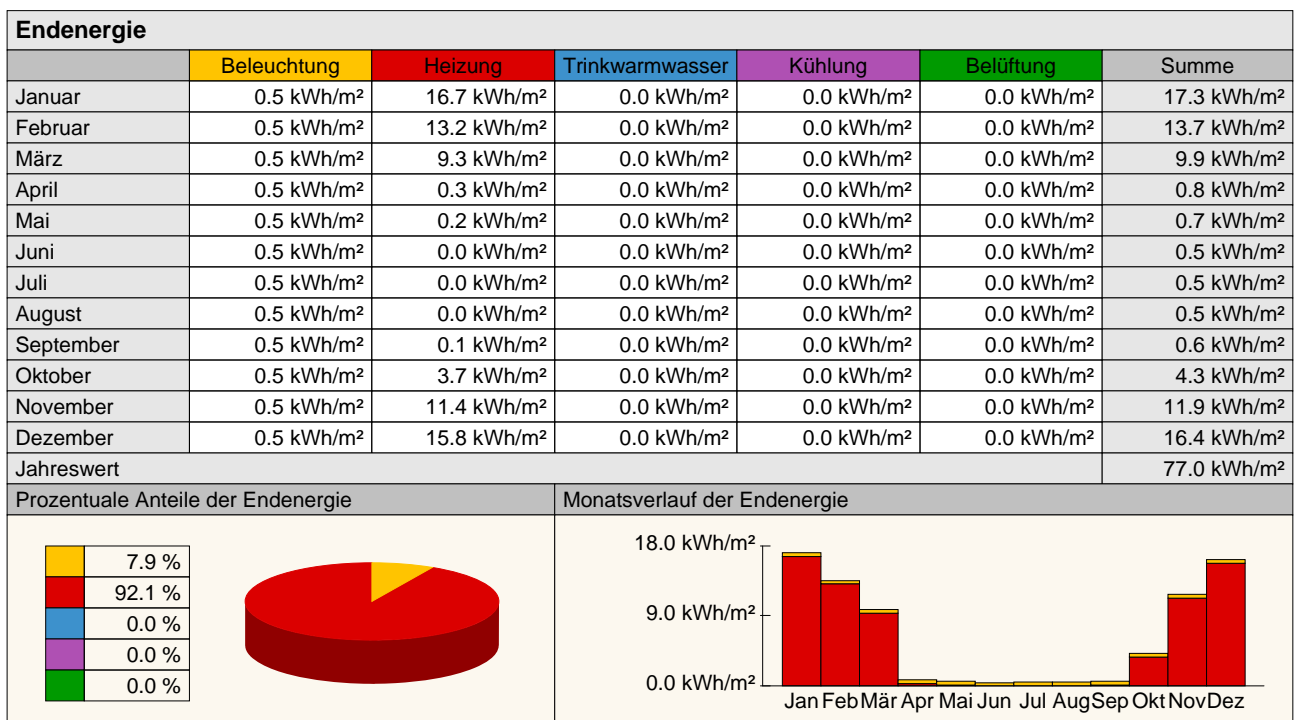 Endenergie
Beleuchtung Heizung Trinkwarmwasser Kühlung Belüftung Summe
Januar 0.5 kWh/m² 16.7 kWh/m² 0.0 kWh/m² 0.0 kWh/m² 0.0 kWh/m² 17.3 kWh/m²
Februar 0.5 kWh/m² 13.2 kWh/m² 0.0 kWh/m² 0.0 kWh/m² 0.0 kWh/m² 13.7 kWh/m²
März 0.5 kWh/m² 9.3 kWh/m² 0.0 kWh/m² 0.0 kWh/m² 0.0 kWh/m² 9.9 kWh/m²
April 0.5 kWh/m² 0.3 kWh/m² 0.0 kWh/m² 0.0 kWh/m² 0.0 kWh/m² 0.8 kWh/m²
Mai 0.5 kWh/m² 0.2 kWh/m² 0.0 kWh/m² 0.0 kWh/m² 0.0 kWh/m² 0.7 kWh/m²
Juni 0.5 kWh/m² 0.0 kWh/m² 0.0 kWh/m² 0.0 kWh/m² 0.0 kWh/m² 0.5 kWh/m²
Juli 0.5 kWh/m² 0.0 kWh/m² 0.0 kWh/m² 0.0 kWh/m² 0.0 kWh/m² 0.5 kWh/m²
August 0.5 kWh/m² 0.0 kWh/m² 0.0 kWh/m² 0.0 kWh/m² 0.0 kWh/m² 0.5 kWh/m²
September 0.5 kWh/m² 0.1 kWh/m² 0.0 kWh/m² 0.0 kWh/m² 0.0 kWh/m² 0.6 kWh/m²
Oktober 0.5 kWh/m² 3.7 kWh/m² 0.0 kWh/m² 0.0 kWh/m² 0.0 kWh/m² 4.3 kWh/m²
November 0.5 kWh/m² 11.4 kWh/m² 0.0 kWh/m² 0.0 kWh/m² 0.0 kWh/m² 11.9 kWh/m²
Dezember 0.5 kWh/m² 15.8 kWh/m² 0.0 kWh/m² 0.0 kWh/m² 0.0 kWh/m² 16.4 kWh/m²
Jahreswert 77.0 kWh/m²
Prozentuale Anteile der Endenergie
7.9 %
92.1 %
0.0 %
0.0 %
0.0 %
Monatsverlauf der Endenergie
18.0 kWh/m²
9.0 kWh/m²
0.0 kWh/m²
Jan Feb Mär Apr Mai Jun Jul Aug Sep Okt Nov Dez